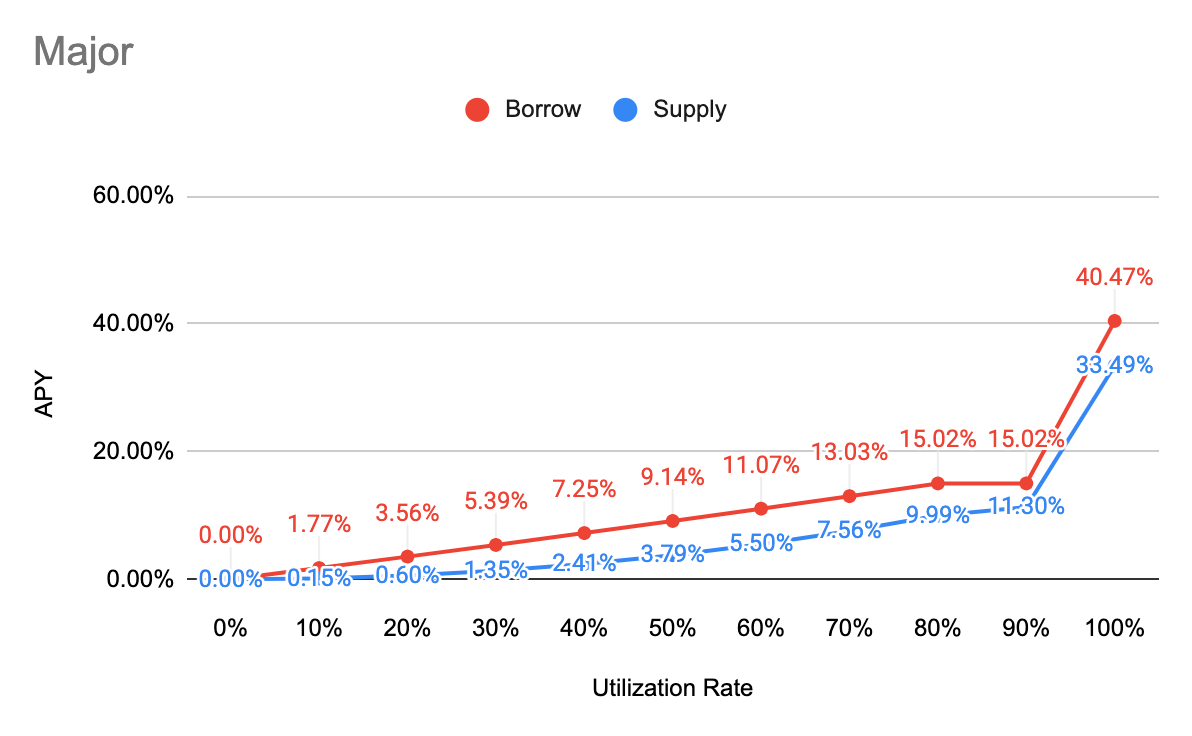 Major
Borrow Supply
60.00%
40.47%
40.00%
33.49%
APY
20.00%
0.00% 1.77% 3.56% 5.39% 7.25% 9.14% 11.07% 13.03% 15.02% 15.02%
0.00% 0.15% 0.60% 1.35% 2.41% 3.79% 5.50% 7.56% 9.99% 11.30%
0.00%
0% 10% 20% 30% 40% 50% 60% 70% 80% 90% 100%
Utilization Rate